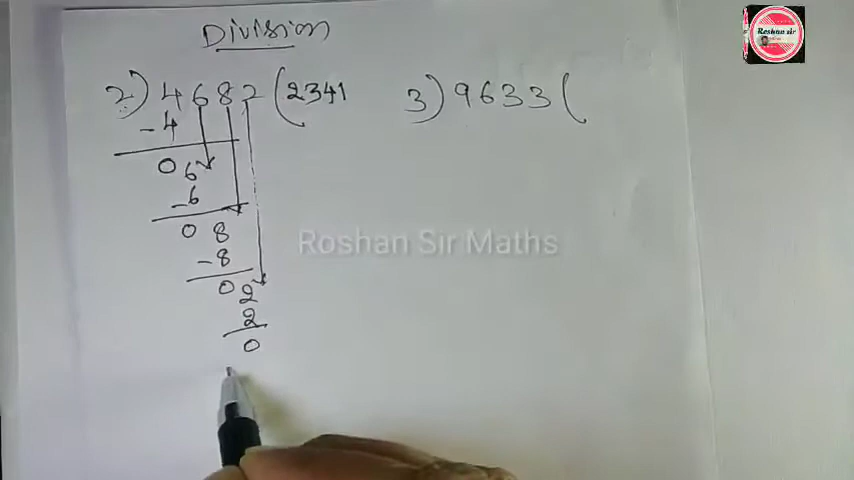 Division
2) 4682 (2341
3) 9633 (
-4
06
-6
08
-8
02
2
0
Roshan Sir Maths
Roshan sir